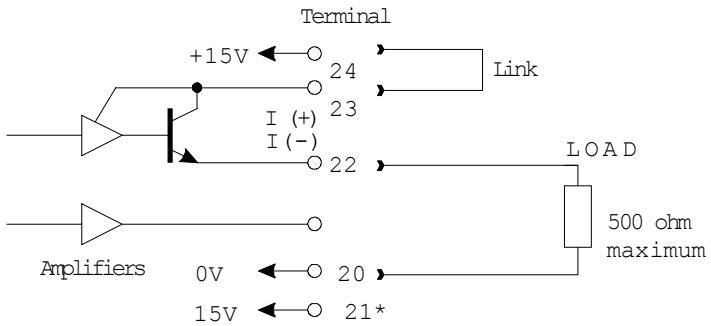 Terminal
+15V
24
Link
23
I (+)
I (-)
22
LOAD
500 ohm
maximum
Amplifiers
0V
20
15V
21*